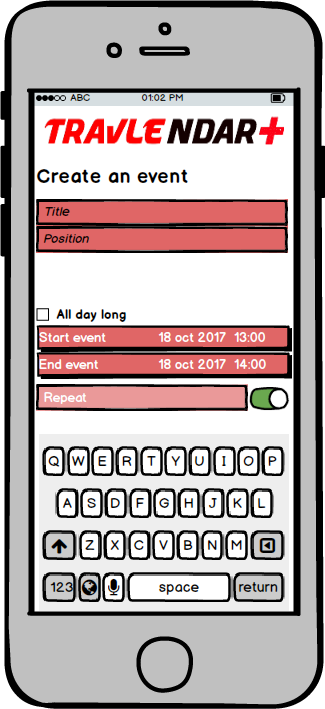 ABC 01:02 PM
TRAVLENDAR+
Create an event
Title
Position
All day long
Start event 18 oct 2017 13:00
End event 18 oct 2017 14:00
Repeat
Q W E R T Y U I O P
A S D F G H J K L
Z X C V B N M
123 space return